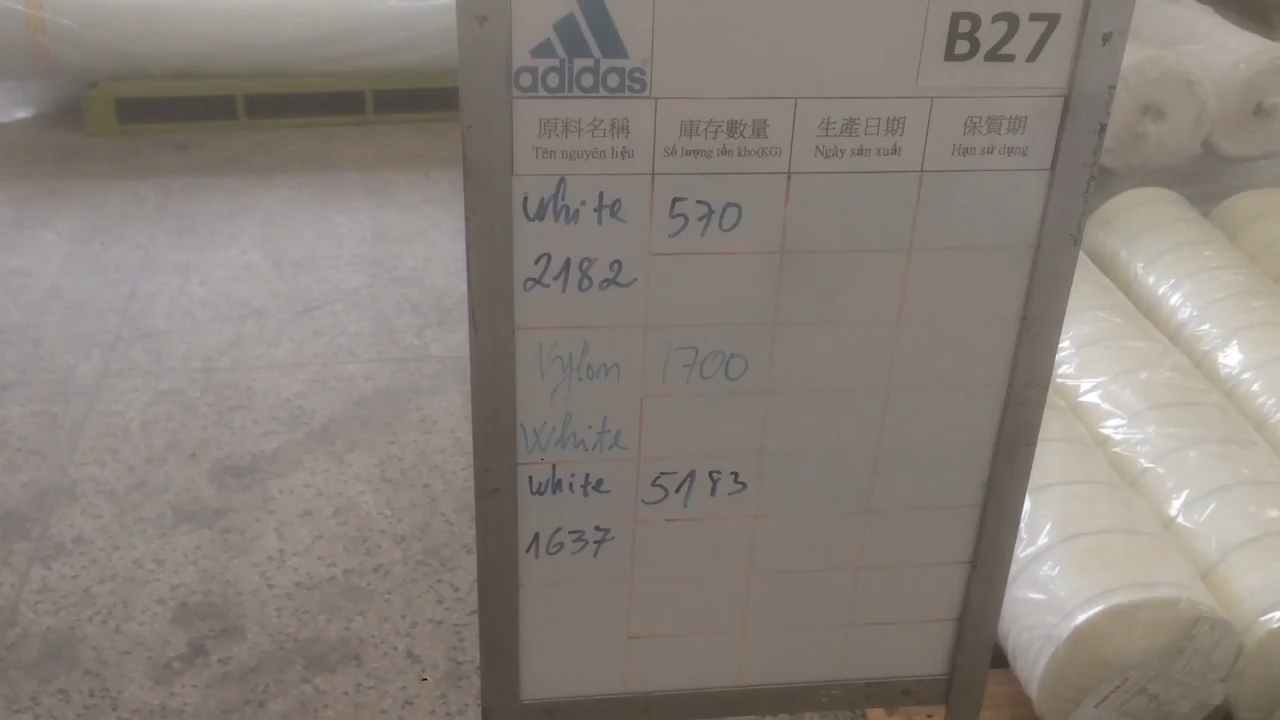 adidas
B27
原料名稱 庫存數量 生產日期 保質期
Tên nguyên liệu Số lượng tồn kho(KG) Ngày sản xuất Hạn sử dụng
White 570
2182
Nylon 1700
White
White 5183
1637